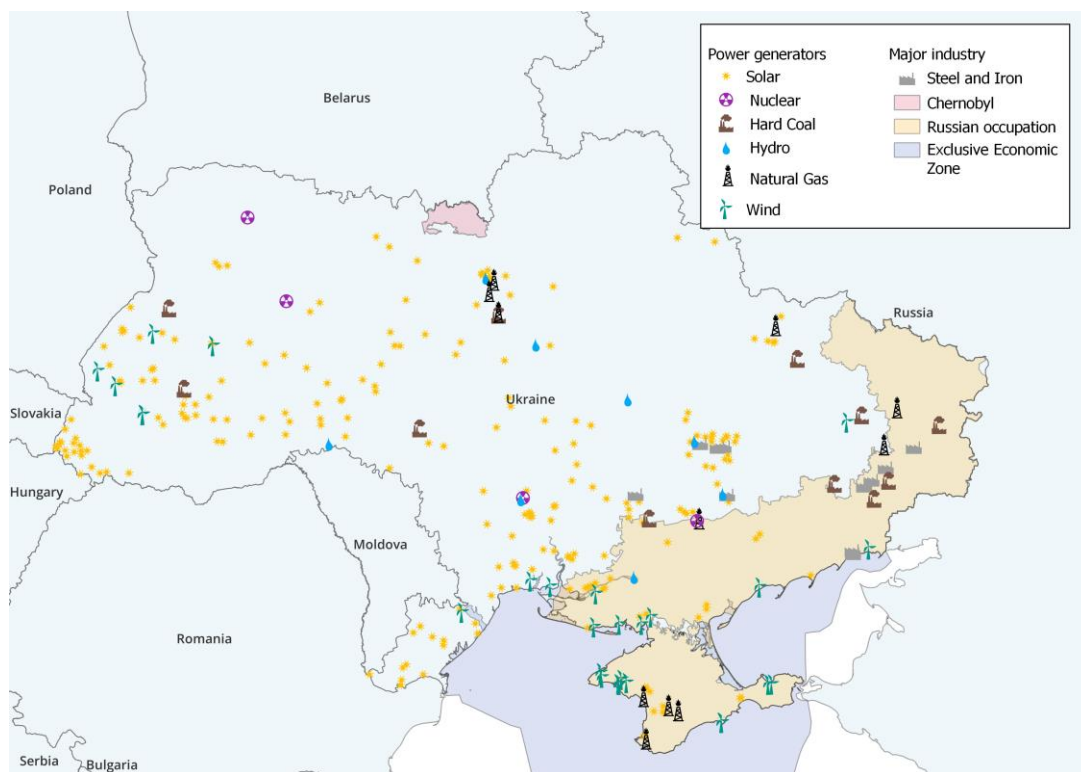 Power generators
Solar
Nuclear
Hard Coal
Hydro
Natural Gas
Wind
Major industry
Steel and Iron
Chernobyl
Russian occupation
Exclusive Economic
Zone
Belarus
Poland
Russia
Slovakia
Ukraine
Hungary
Moldova
Romania
Serbia
Bulgaria